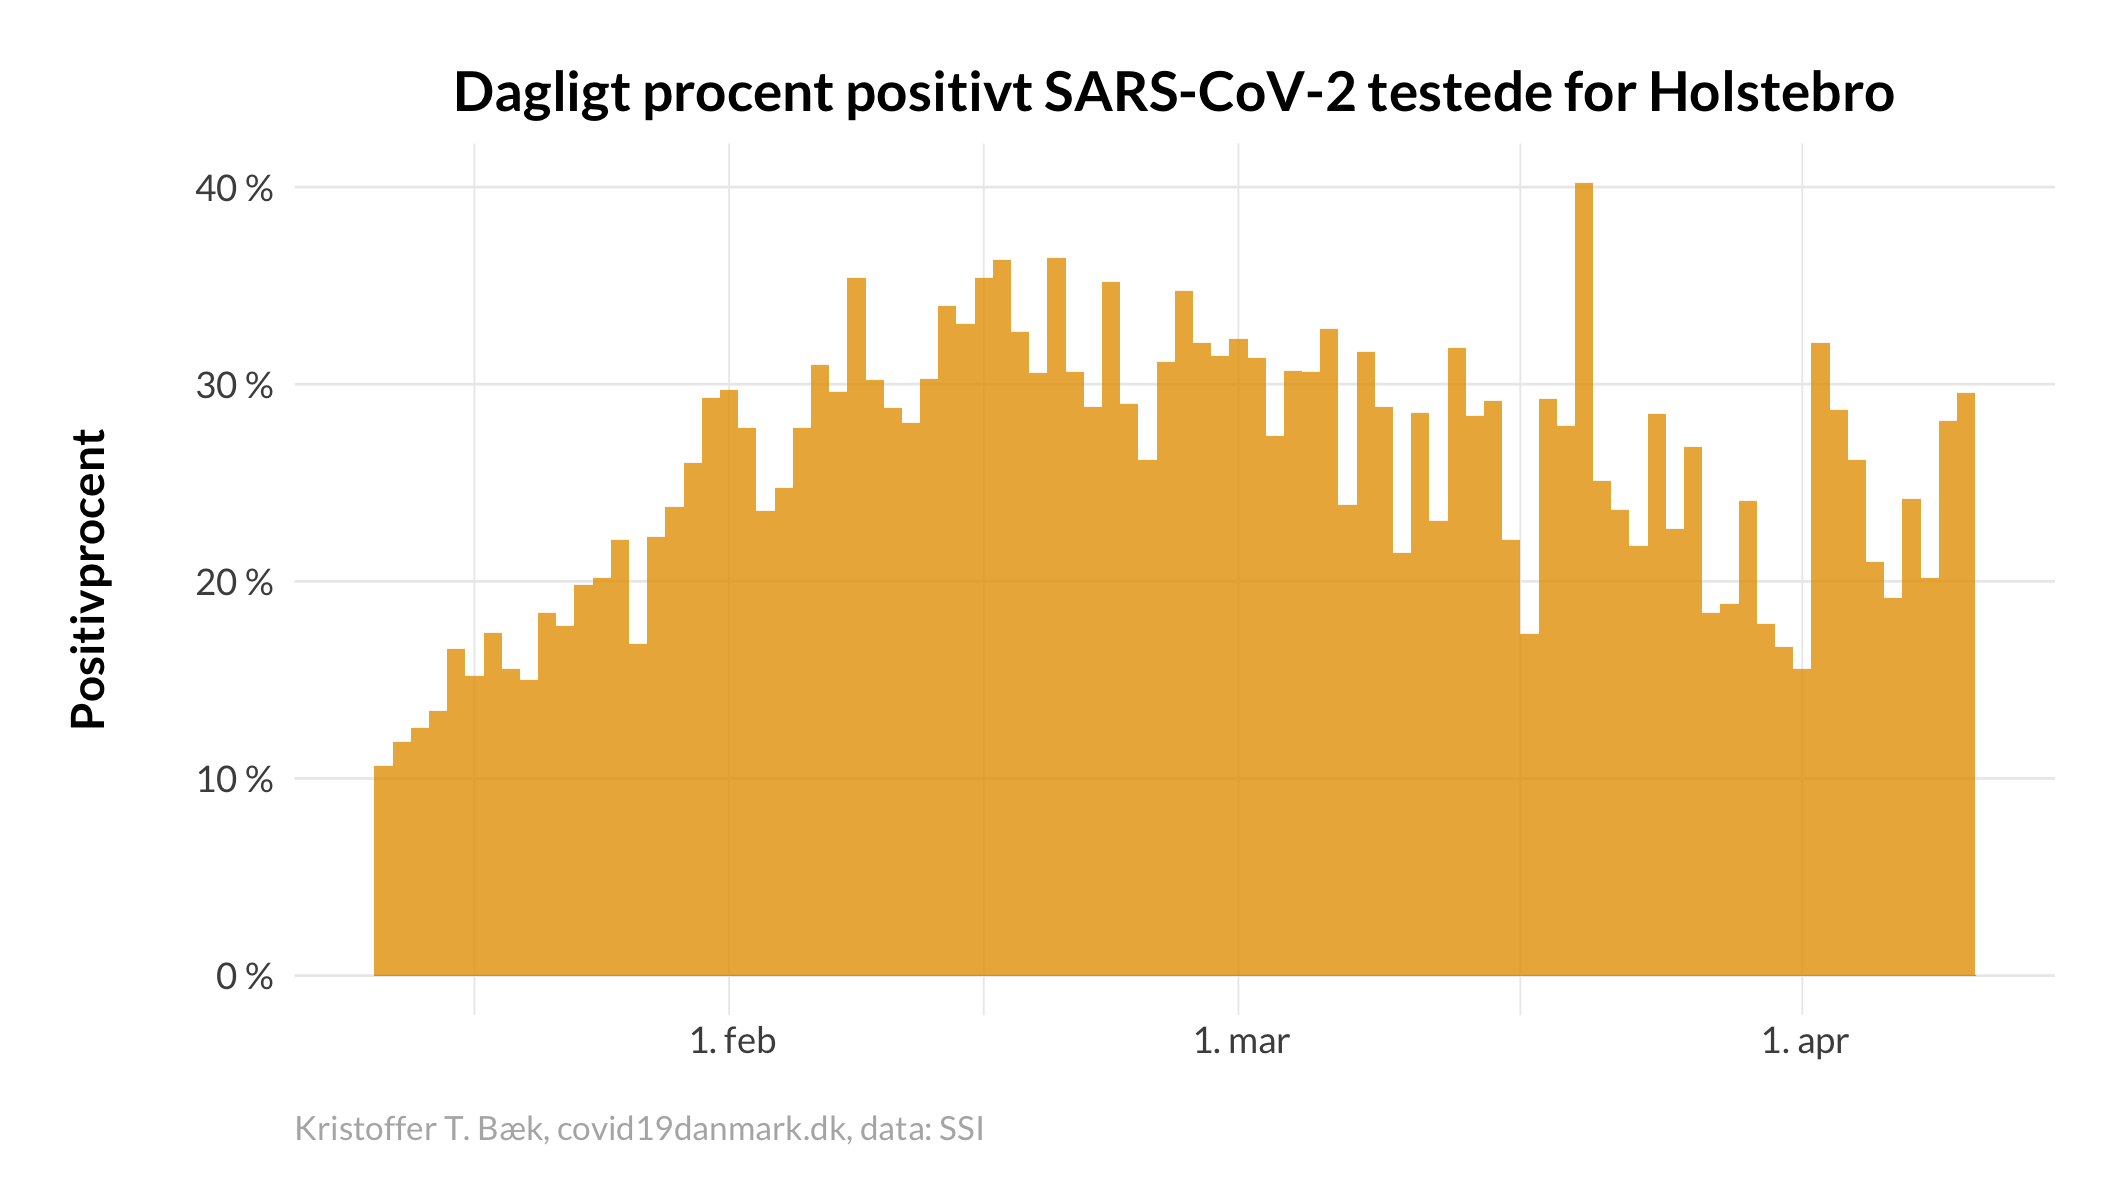 Dagligt procent positivt SARS-CoV-2 testede for Holstebro
Positivprocent
40 %
30 %
20 %
10 %
0 %
1. feb
1. mar
1. apr
Kristoffer T. Bæk, covid19danmark.dk, data: SSI